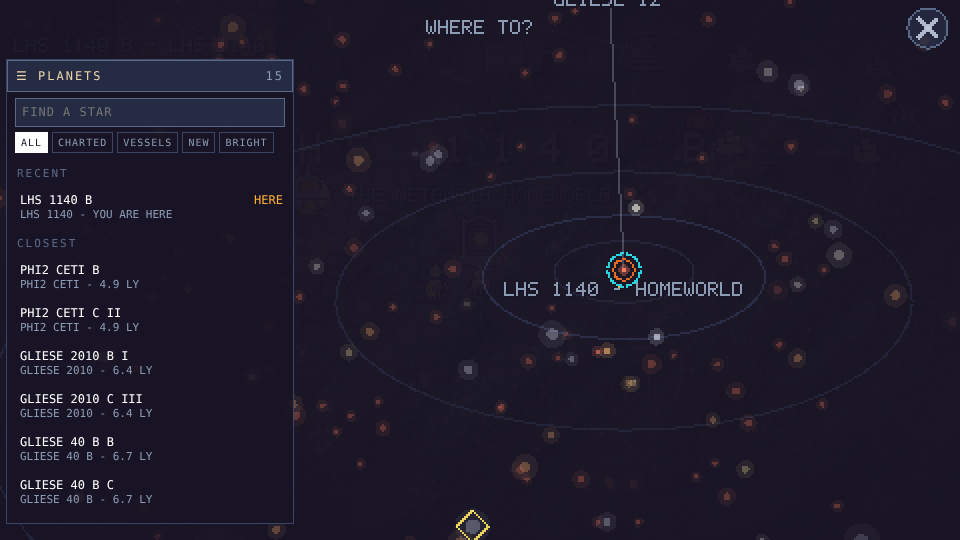 WHERE TO?
☰ PLANETS 15
FIND A STAR
ALL CHARTED VESSELS NEW BRIGHT
RECENT
LHS 1140 B HERE
LHS 1140 - YOU ARE HERE
CLOSEST
PHI2 CETI B
PHI2 CETI - 4.9 LY
PHI2 CETI C II
PHI2 CETI - 4.9 LY
GLIESE 2010 B I
GLIESE 2010 - 6.4 LY
GLIESE 2010 C III
GLIESE 2010 - 6.4 LY
GLIESE 40 B B
GLIESE 40 B - 6.7 LY
GLIESE 40 B C
GLIESE 40 B - 6.7 LY
LHS 1140 - HOMEWORLD